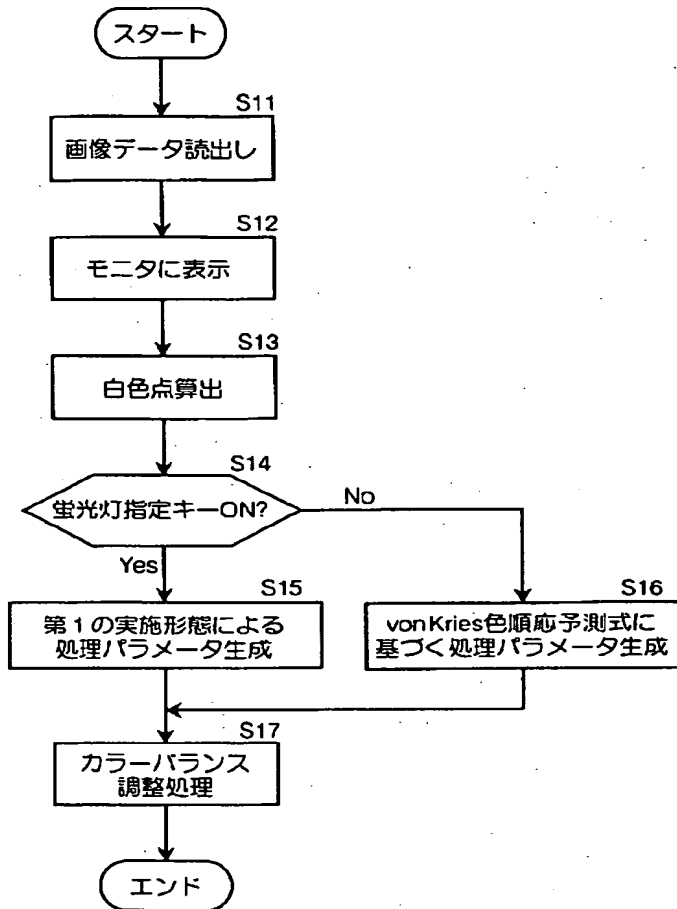 スタート
S11
画像データ読出し
S12
モニタに表示
S13
白色点算出
S14
蛍光灯指定キーON?
No
Yes
S15
第1の実施形態による
処理パラメータ生成
S16
vonKries色順応予測式に
基づく処理パラメータ生成
S17
カラーバランス
調整処理
エンド